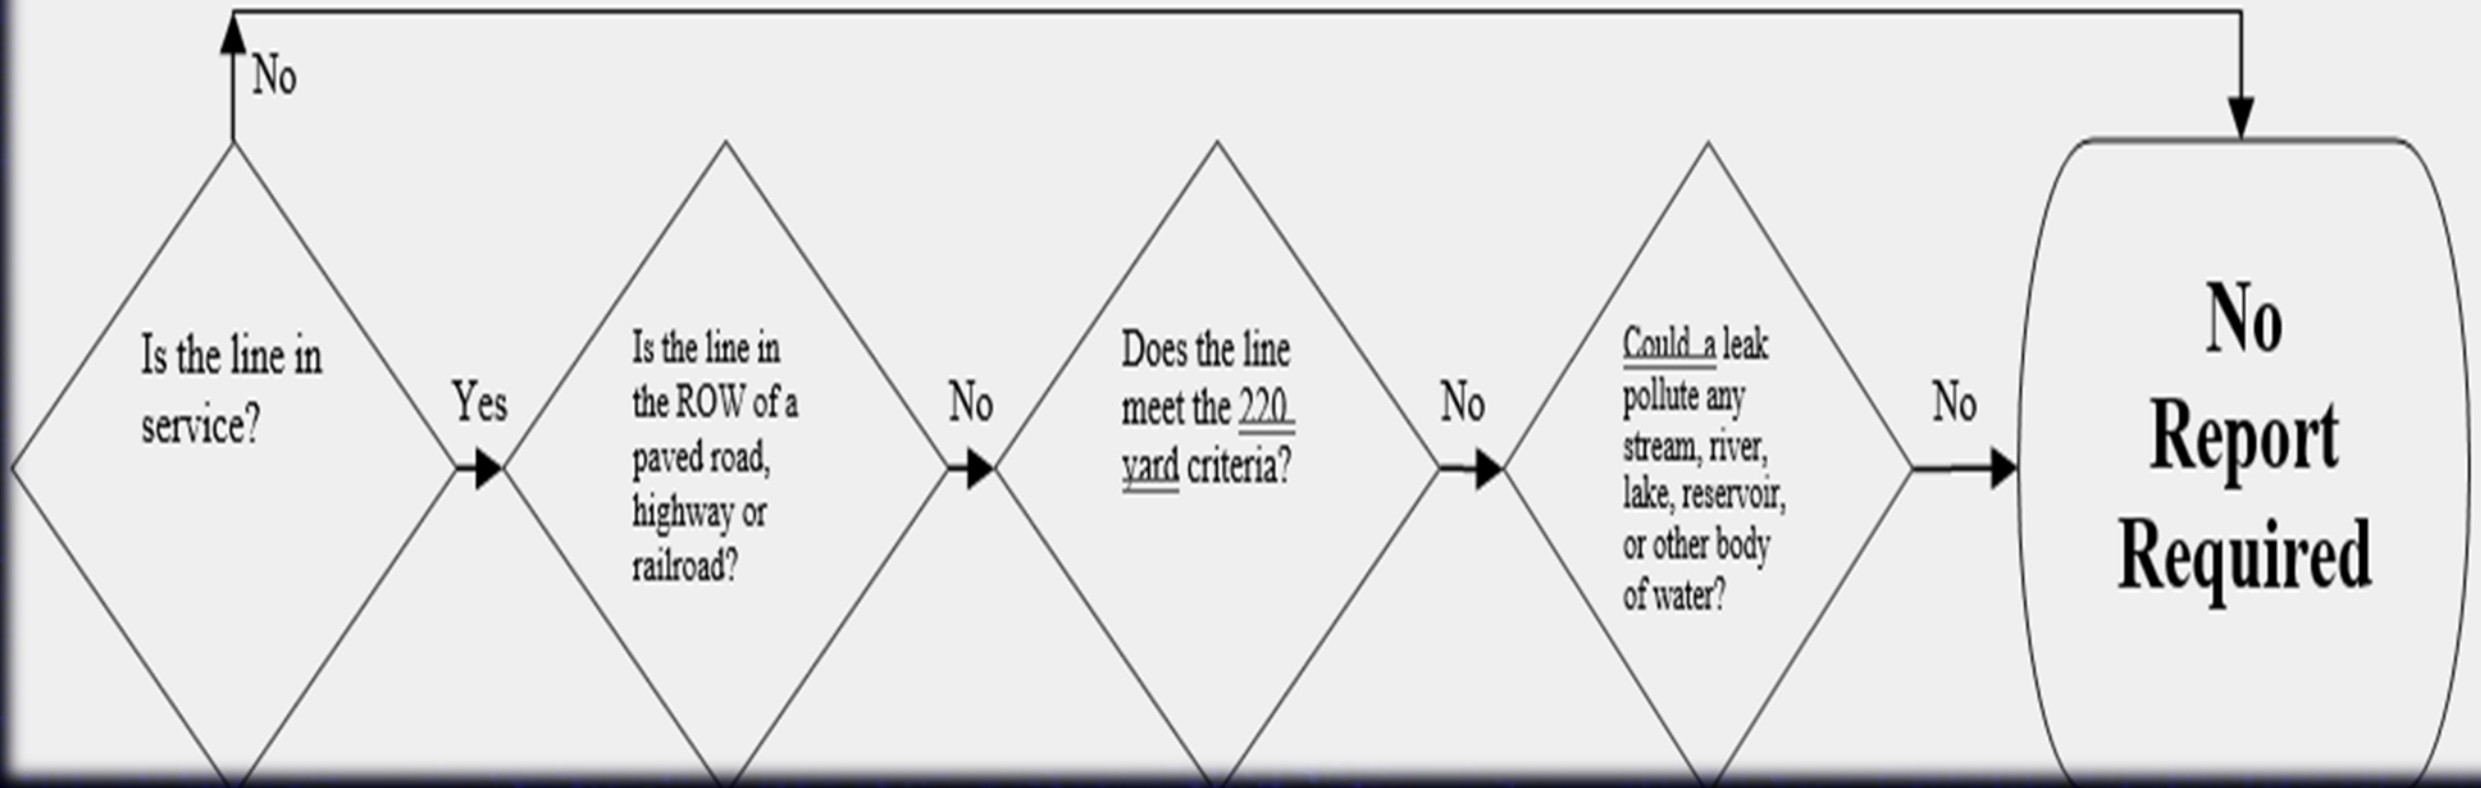 No
Is the line in
service?
Yes
Is the line in
the ROW of a
paved road,
highway or
railroad?
No
Does the line
meet the 220
yard criteria?
No
Could a leak
pollute any
stream, river,
lake, reservoir,
or other body
of water?
No
No
Report
Required